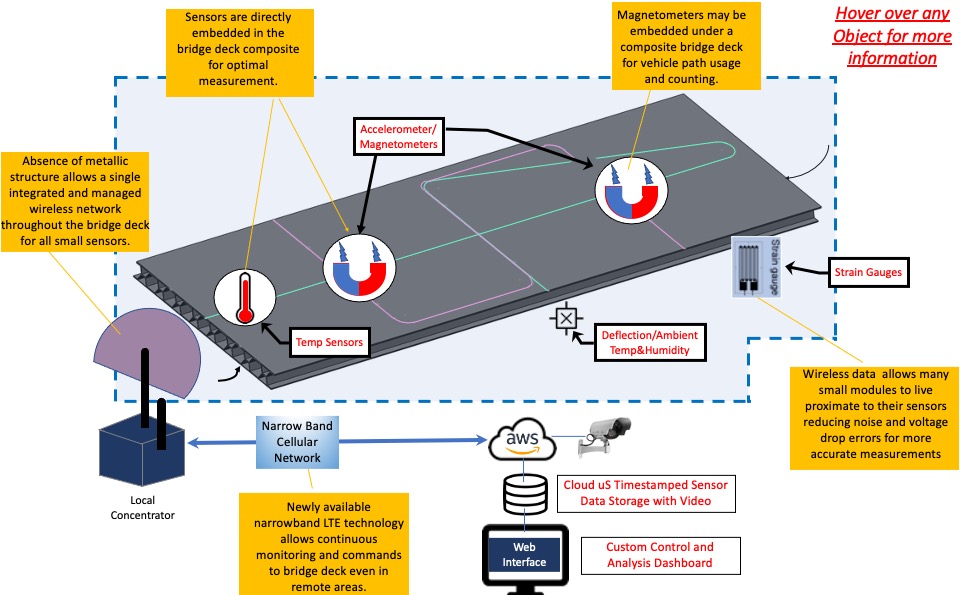 Sensors are directly
embedded in the
bridge deck composite
for optimal
measurement.
Magnetometers may be
embedded under a
composite bridge deck
for vehicle path usage
and counting.
Hover over any
Object for more
information
Accelerometer/
Magnetometers
Absence of metallic
structure allows a single
integrated and managed
wireless network
throughout the bridge deck
for all small sensors.
Strain gauge
Strain Gauges
Temp Sensors
Deflection/Ambient
Temp&Humidity
Wireless data allows many
small modules to live
proximate to their sensors
reducing noise and voltage
drop errors for more
accurate measurements
Narrow Band
Cellular
Network
aws
Local
Concentrator
Cloud uS Timestamped Sensor
Data Storage with Video
Newly available
narrowband LTE technology
allows continuous
monitoring and commands
to bridge deck even in
remote areas.
Web
Interface
Custom Control and
Analysis Dashboard